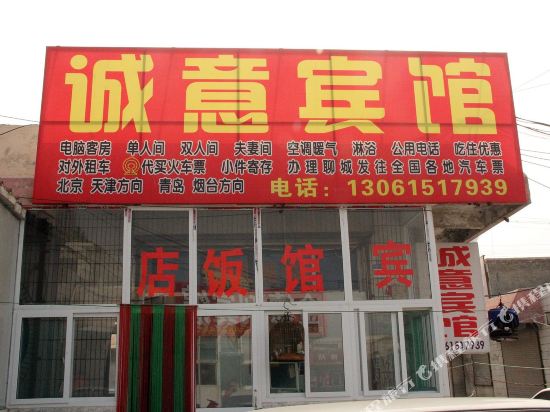 诚意宾馆
电脑客房 单人间 双人间 夫妻间 空调暖气 淋浴 公用电话 吃住优惠
对外租车 代买火车票 小件寄存 办理聊城发往全国各地汽车票
北京 天津方向 青岛 烟台方向 电话：13061517939
店饭馆宾
成意宾馆
61517939